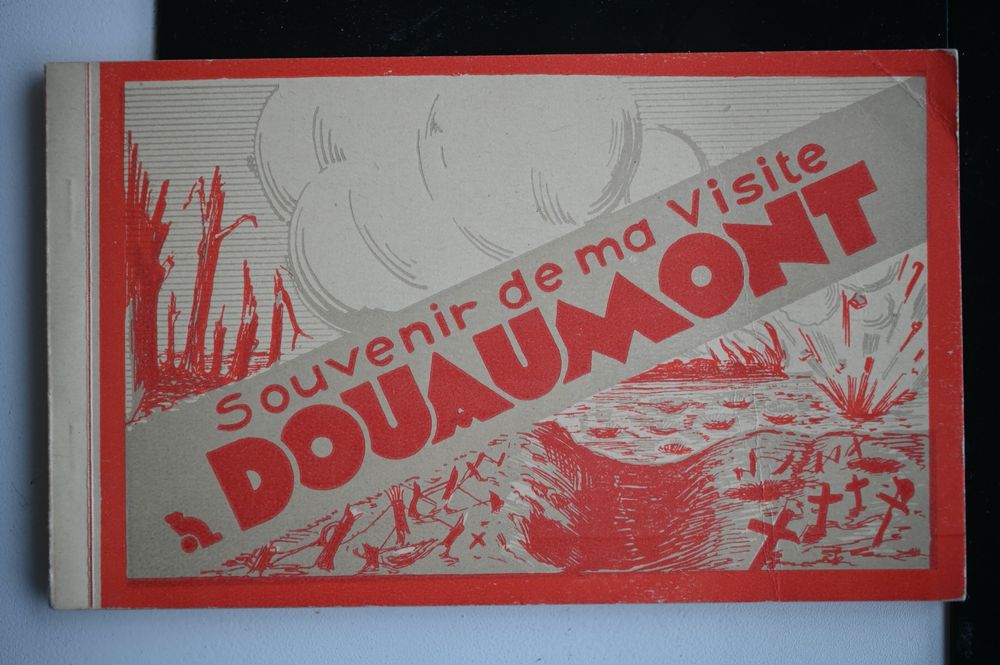 Souvenir de ma Visite
à DOUAUMONT